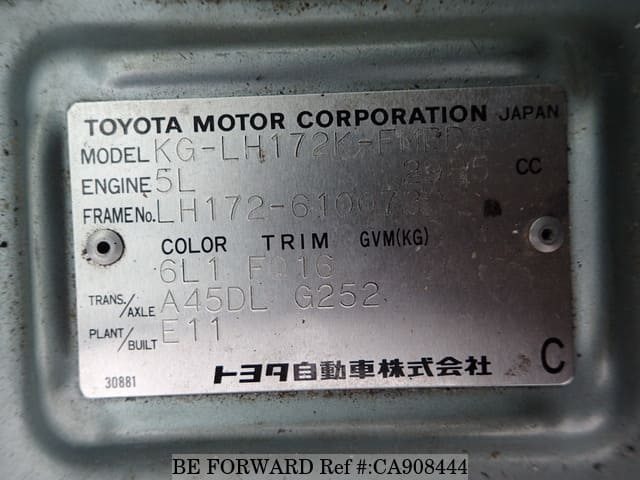 TOYOTA MOTOR CORPORATION JAPAN
MODEL KG-LH172K-
ENGINE 5L CC
FRAME No.
COLOR TRIM GVM(KG)
6L1 FQ16
TRANS./AXLE A45DL G252
PLANT/BUILT E11
30881 トヨタ自動車株式会社 C
BE FORWARD Ref #:CA908444